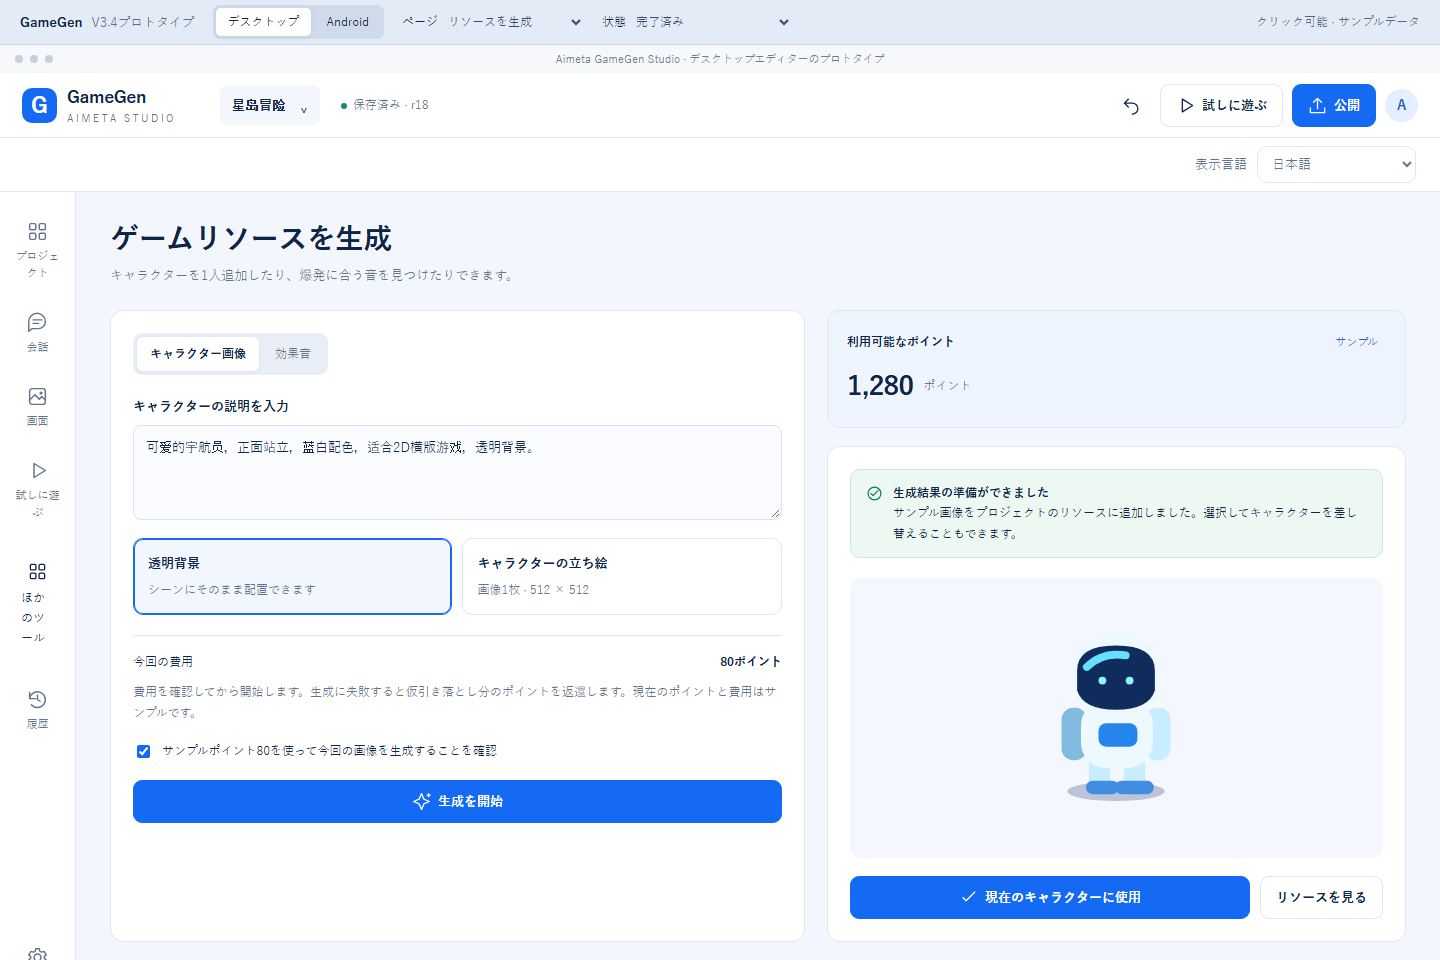 GameGen V3.4プロトタイプ デスクトップ Android ページ リソースを生成 状態 完了済み クリック可能 · サンプルデータ
Aimeta GameGen Studio · デスクトップエディターのプロトタイプ
G GameGen
AIMETA STUDIO
星岛冒险
保存済み · r18
試しに遊ぶ
公開
A
表示言語 日本語
プロジェ
クト
会話
画面
試しに遊
ぶ
ほか
のツ
ール
履歴
ゲームリソースを生成
キャラクターを1人追加したり、爆発に合う音を見つけたりできます。
キャラクター画像 効果音
キャラクターの説明を入力
可爱的宇航员，正面站立，蓝白配色，适合2D横版游戏，透明背景。
透明背景
シーンにそのまま配置できます
キャラクターの立ち絵
画像1枚 · 512 × 512
今回の費用 80ポイント
費用を確認してから開始します。生成に失敗すると仮引き落とし分のポイントを返還します。現在のポイントと費用はサ
ンプルです。
サンプルポイント80を使って今回の画像を生成することを確認
生成を開始
利用可能なポイント サンプル
1,280 ポイント
生成結果の準備ができました
サンプル画像をプロジェクトのリソースに追加しました。選択してキャラクターを差し
替えることもできます。
現在のキャラクターに使用
リソースを見る